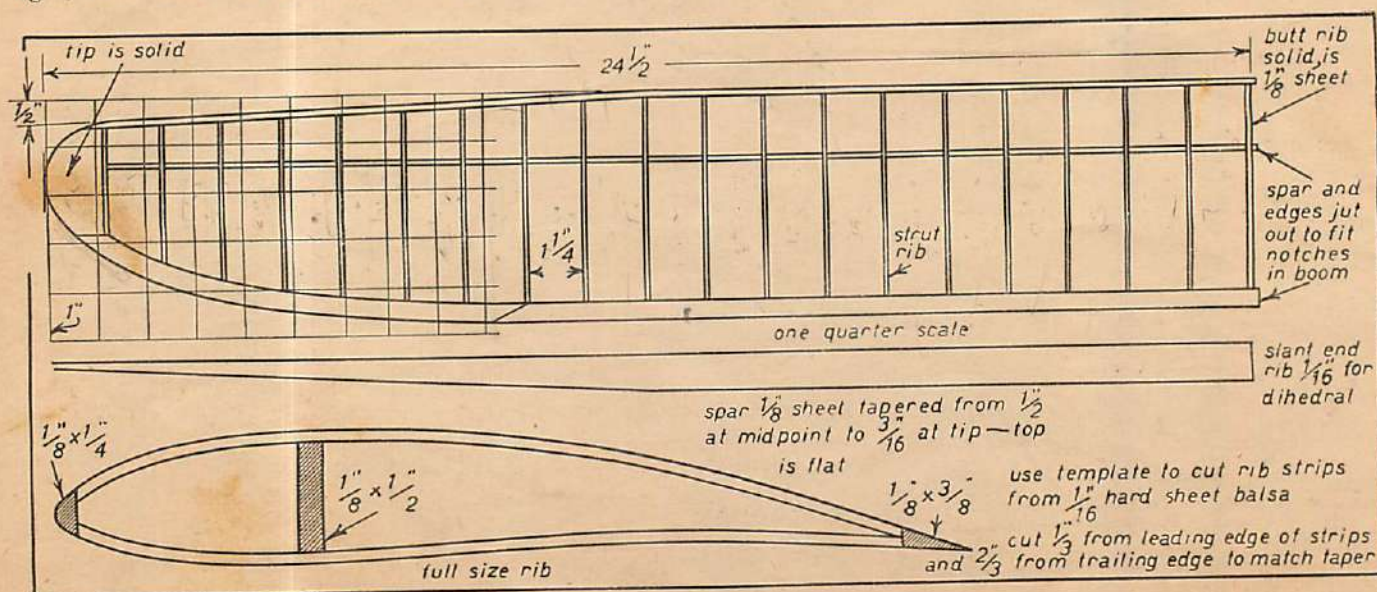 tip is solid
24 1/2"
butt rib
solid is
1/8" sheet
1/2"
spar and
edges jut
out to fit
notches
in boom
1 1/4"
strut
rib
1"
one quarter scale
slant end
rib 1/16" for
dihedral
spar 1/8" sheet tapered from 1/2"
at midpoint to 3/16" at tip—top
is flat
1/8" x 1/4"
1/8" x 1/2"
1/8" x 3/8"
use template to cut rib strips
from 1/16" hard sheet balsa
cut 1/3" from leading edge of strips
and 2/3" from trailing edge to match taper
full size rib